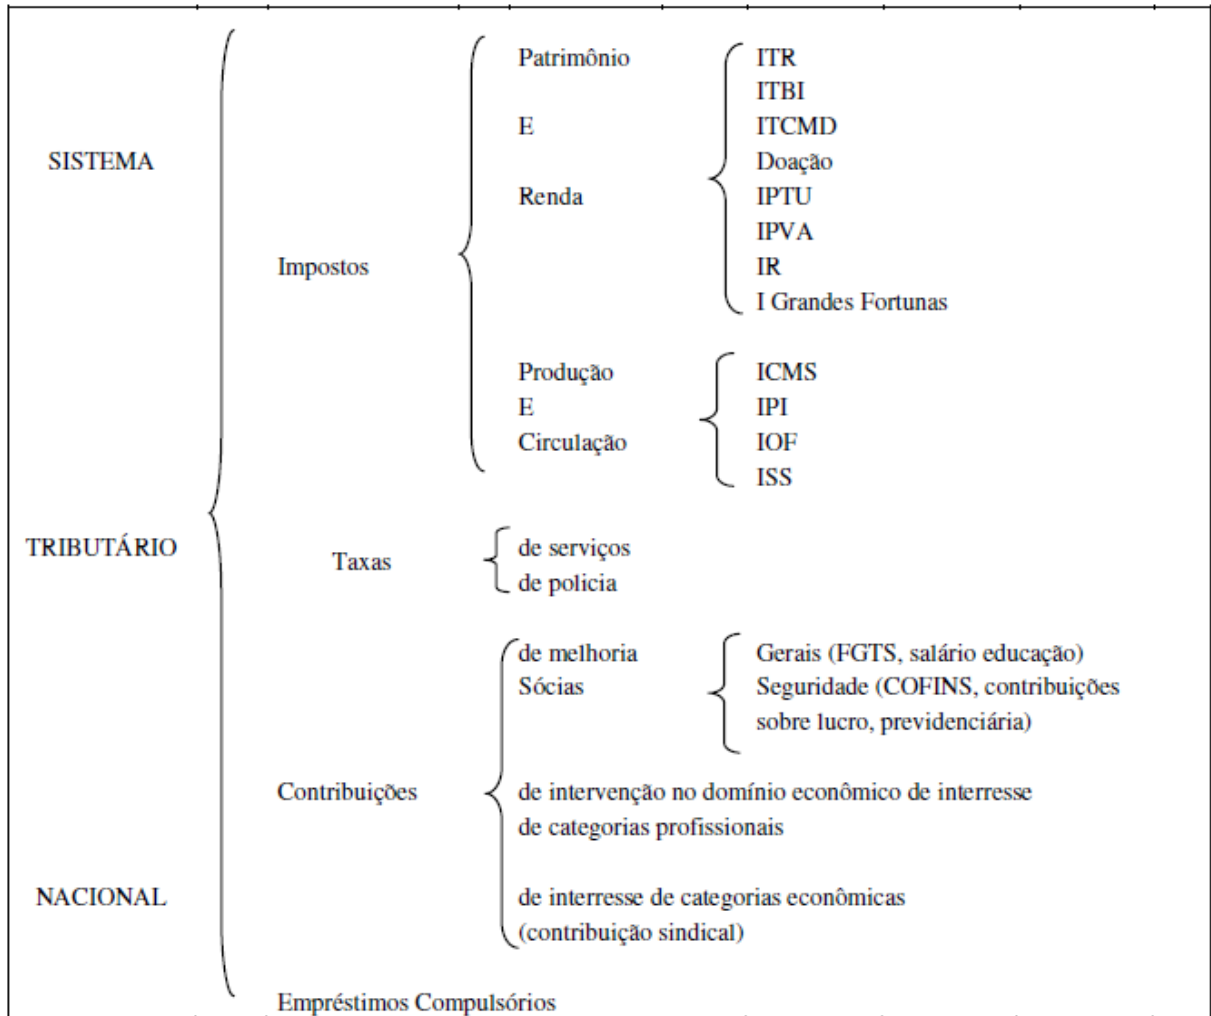 SISTEMA
TRIBUTÁRIO
NACIONAL
Impostos
Patrimônio
E
Renda
ITR
ITBI
ITCMD
Doação
IPTU
IPVA
IR
I Grandes Fortunas
Produção
E
Circulação
ICMS
IPI
IOF
ISS
Taxas
de serviços
de policia
Contribuições
de melhoria
Sócias
Gerais (FGTS, salário educação)
Seguridade (COFINS, contribuições
sobre lucro, previdenciária)
de intervenção no domínio econômico de interresse
de categorias profissionais
de interresse de categorias econômicas
(contribuição sindical)
Empréstimos Compulsórios